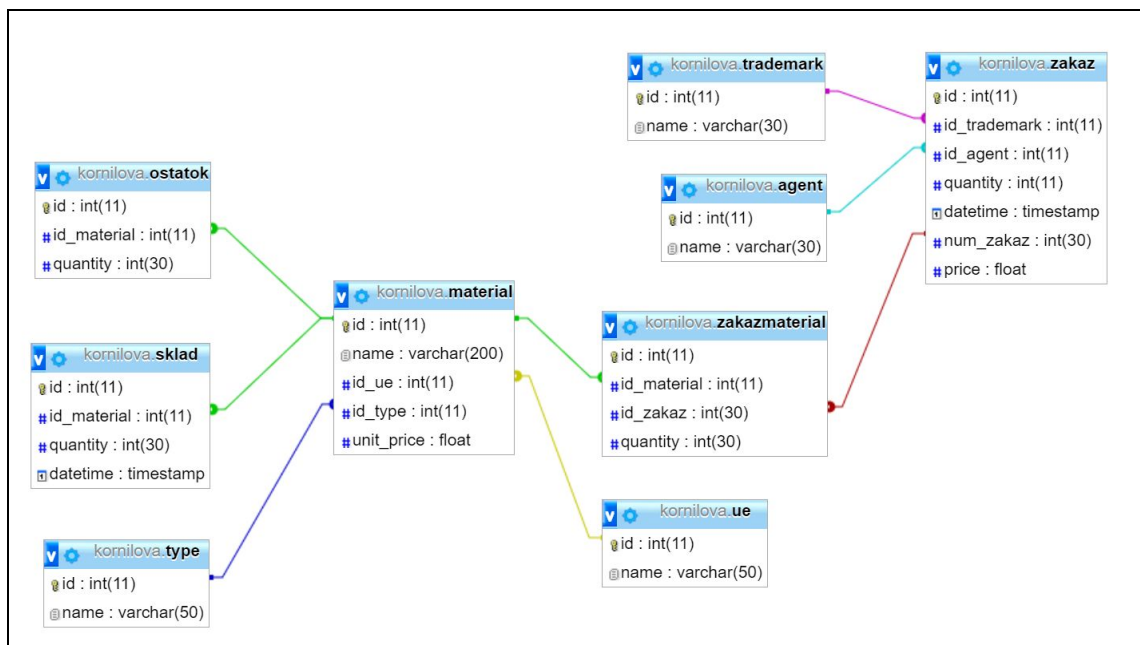 kornilova.trademark
id : int(11)
name : varchar(30)
kornilova.zakaz
id : int(11)
id_trademark : int(11)
id_agent : int(11)
quantity : int(11)
datetime : timestamp
num_zakaz : int(30)
price : float
kornilova.ostatok
id : int(11)
id_material : int(11)
quantity : int(30)
kornilova.agent
id : int(11)
name : varchar(30)
kornilova.material
id : int(11)
name : varchar(200)
id_ue : int(11)
id_type : int(11)
unit_price : float
kornilova.zakazmaterial
id : int(11)
id_material : int(11)
id_zakaz : int(30)
quantity : int(30)
kornilova.sklad
id : int(11)
id_material : int(11)
quantity : int(30)
datetime : timestamp
kornilova.ue
id : int(11)
name : varchar(50)
kornilova.type
id : int(11)
name : varchar(50)